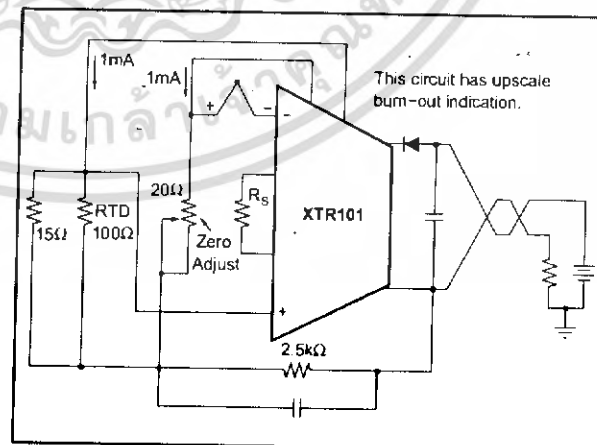 1mA
1mA
This circuit has upscale
burn-out indication.
+
−
−
20Ω
RS
XTR101
15Ω
RTD
100Ω
Zero
Adjust
+
2.5kΩ